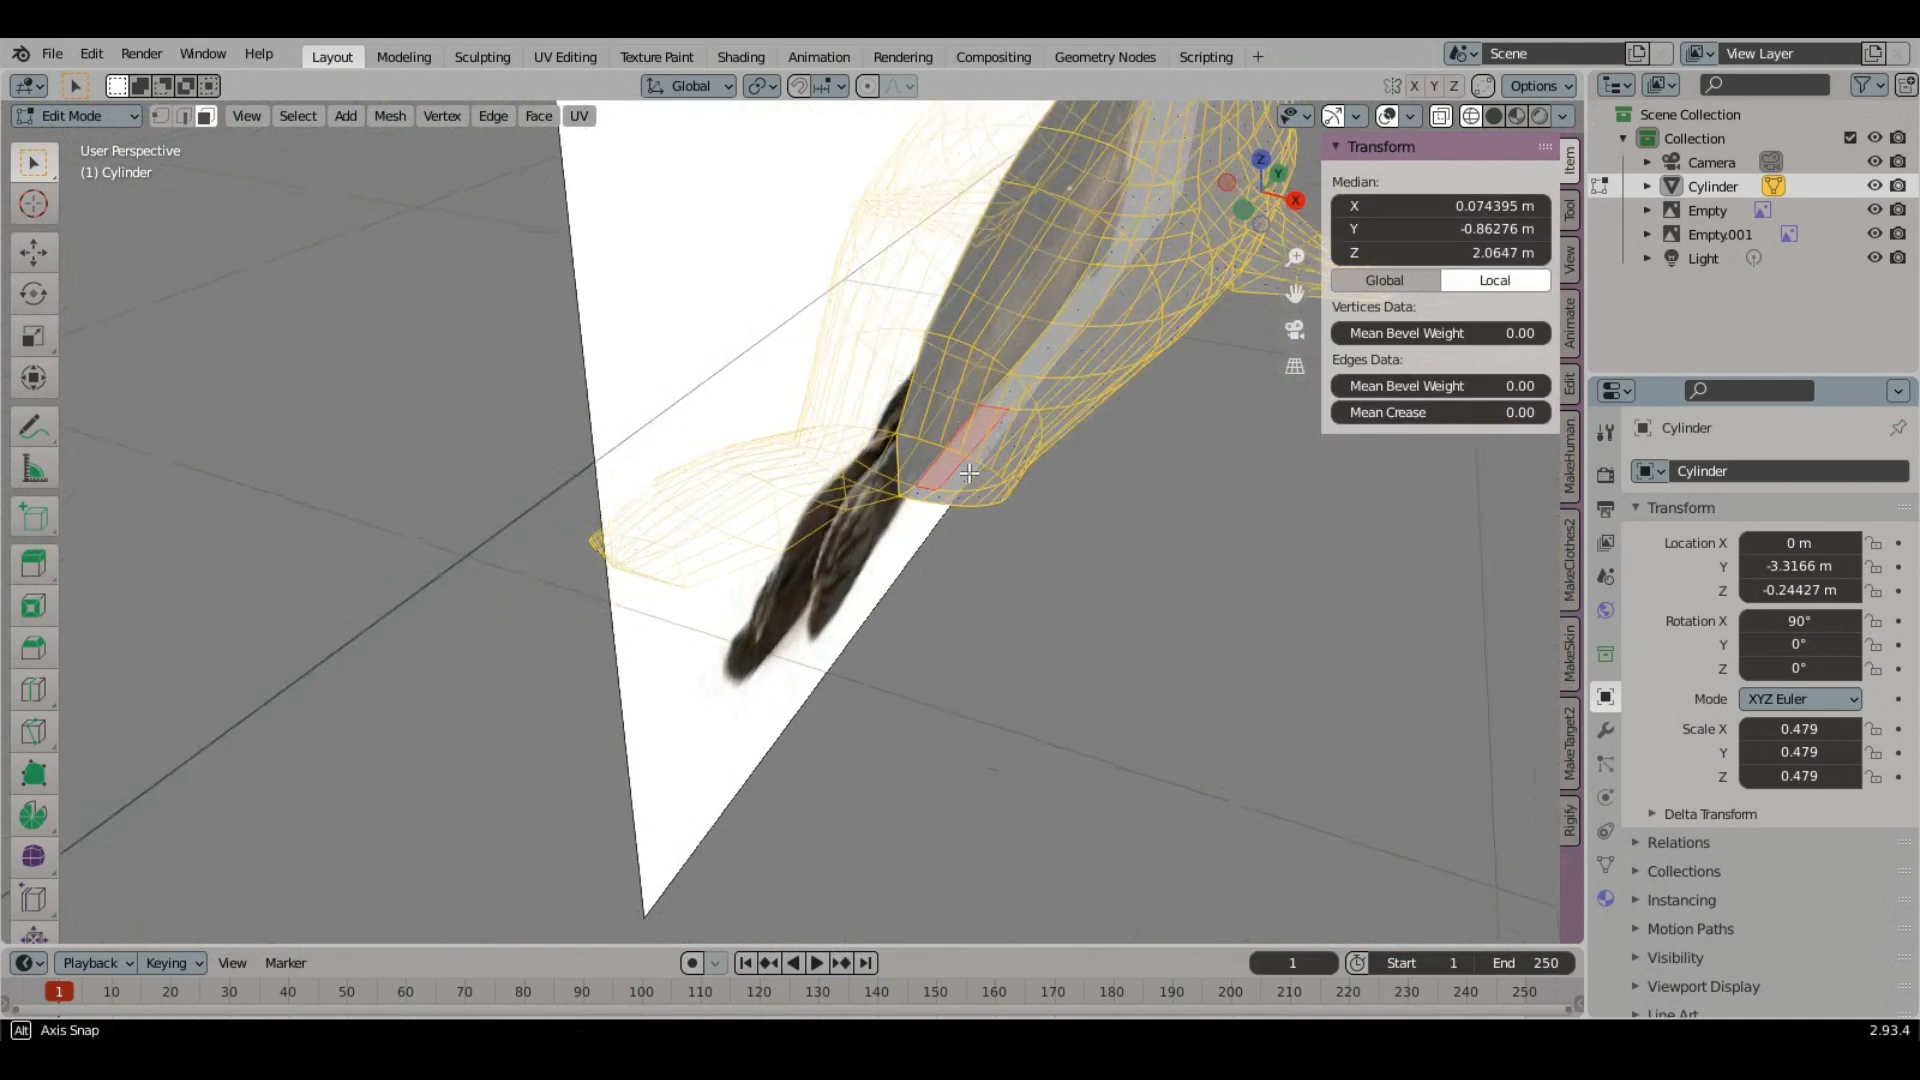 File Edit Render Window Help Layout Modeling Sculpting UV Editing Texture Paint Shading Animation Rendering Compositing Geometry Nodes Scripting + Scene View Layer
Global X Y Z Options
Edit Mode View Select Add Mesh Vertex Edge Face UV
User Perspective
(1) Cylinder
Z
Y
X
Transform
Median:
X 0.074395 m
Y -0.86276 m
Z 2.0647 m
Global Local
Vertices Data:
Mean Bevel Weight 0.00
Edges Data:
Mean Bevel Weight 0.00
Mean Crease 0.00
Item
Tool
View
Animate
Edit
MakeHuman
MakeClothes2
MakeSkin
MakeTarget2
Rigify
Scene Collection
Collection
Camera
Cylinder
Empty
Empty.001
Light
Cylinder
Cylinder
Transform
Location X 0 m
Y -3.3166 m
Z -0.24427 m
Rotation X 90°
Y 0°
Z 0°
Mode XYZ Euler
Scale X 0.479
Y 0.479
Z 0.479
Delta Transform
Relations
Collections
Instancing
Motion Paths
Visibility
Viewport Display
Line Art
Playback Keying View Marker 1 Start 1 End 250
1 10 20 30 40 50 60 70 80 90 100 110 120 130 140 150 160 170 180 190 200 210 220 230 240 250
Alt Axis Snap 2.93.4